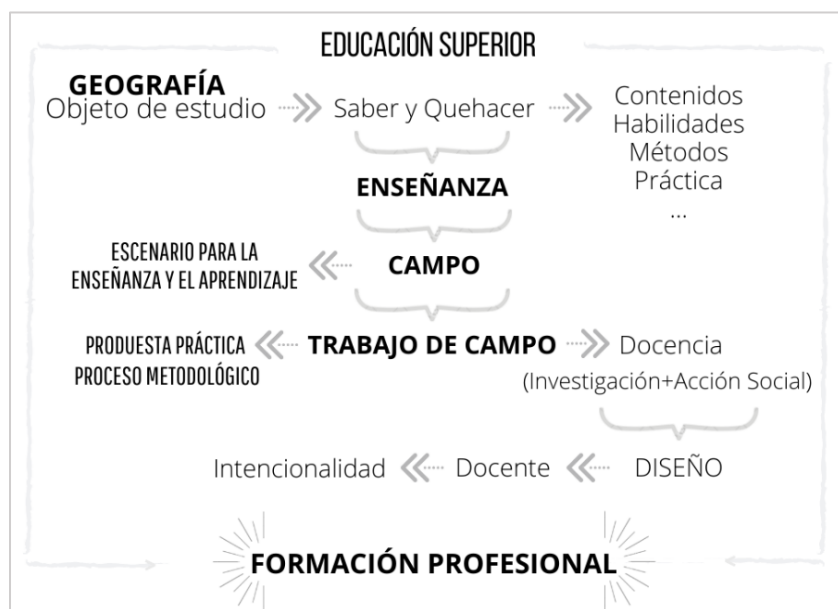 EDUCACIÓN SUPERIOR
GEOGRAFÍA
Objeto de estudio
Saber y Quehacer
Contenidos
Habilidades
Métodos
Práctica
...
ENSEÑANZA
ESCENARIO PARA LA
ENSEÑANZA Y EL APRENDIZAJE
CAMPO
PRODUESTA PRÁCTICA
PROCESO METODOLÓGICO
TRABAJO DE CAMPO
Docencia
(Investigación+Acción Social)
Intencionalidad
Docente
DISEÑO
FORMACIÓN PROFESIONAL